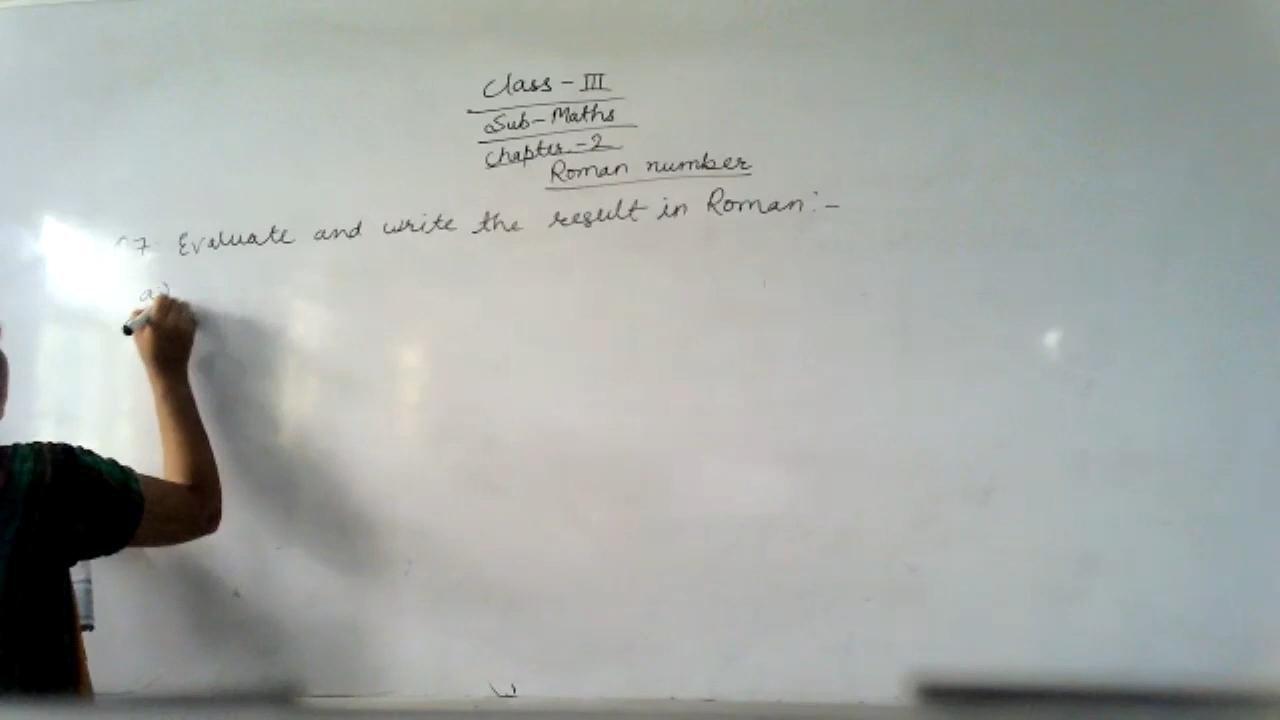 Class - III
Sub - Maths
Chapter - 2
Roman number
Q7. Evaluate and write the result in Roman :-
a)